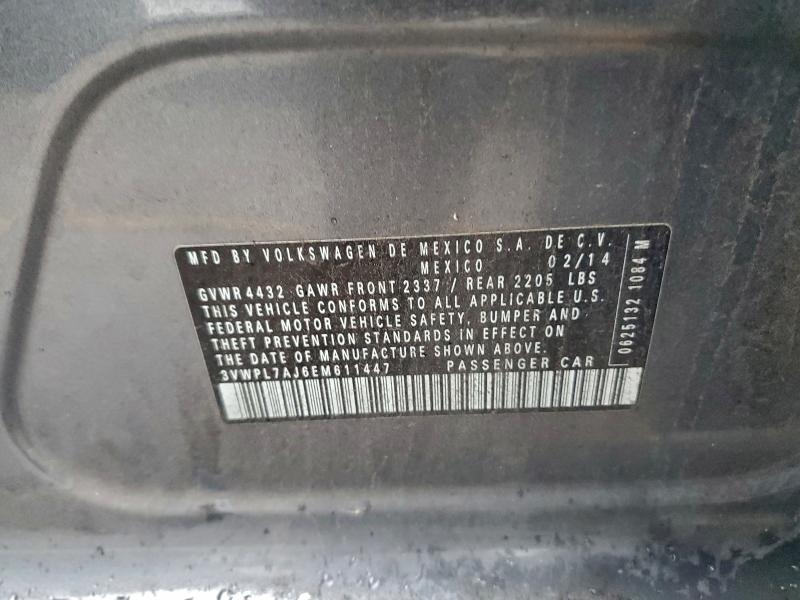 MFD BY VOLKSWAGEN DE MEXICO S.A. DE C.V.
MEXICO 02/14
GVWR 4432 GAWR FRONT 2337 / REAR 2205 LBS
THIS VEHICLE CONFORMS TO ALL APPLICABLE U.S.
FEDERAL MOTOR VEHICLE SAFETY, BUMPER AND
THEFT PREVENTION STANDARDS IN EFFECT ON
THE DATE OF MANUFACTURE SHOWN ABOVE.
3VWPL7AJ6EM611447 PASSENGER CAR
0625132 1084 M